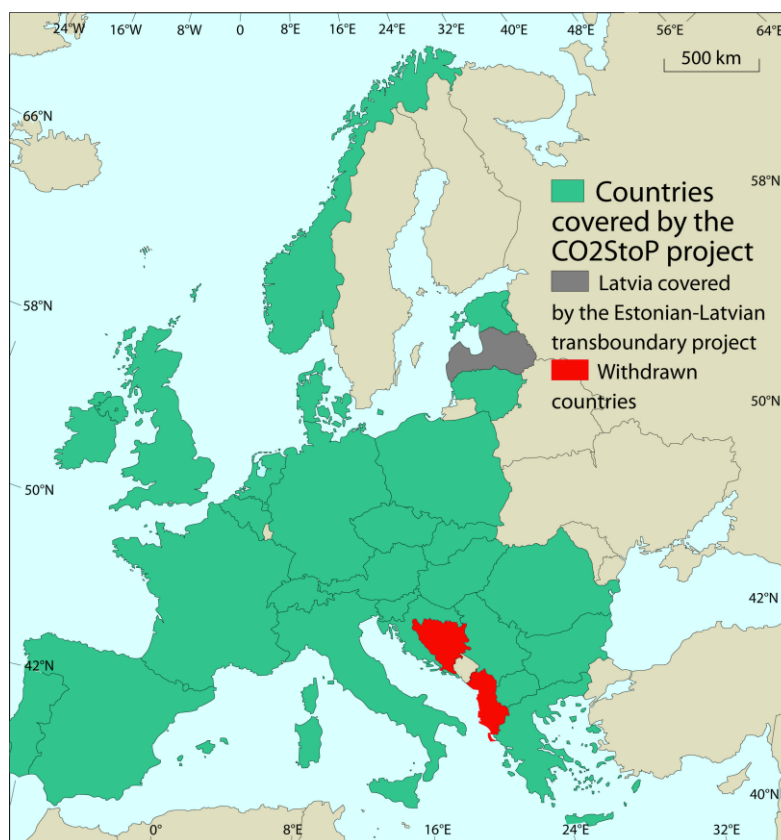 24°W 16°W 8°W 0 8°E 16°E 24°E 32°E 40°E 48°E 56°E 64°E
500 km
66°N
58°N
Countries
covered by the
CO2StoP project
Latvia covered
by the Estonian-Latvian
transboundary project
Withdrawn
countries
58°N
50°N
50°N
42°N
42°N
40°N
0° 8°E 16°E 24°E 32°E